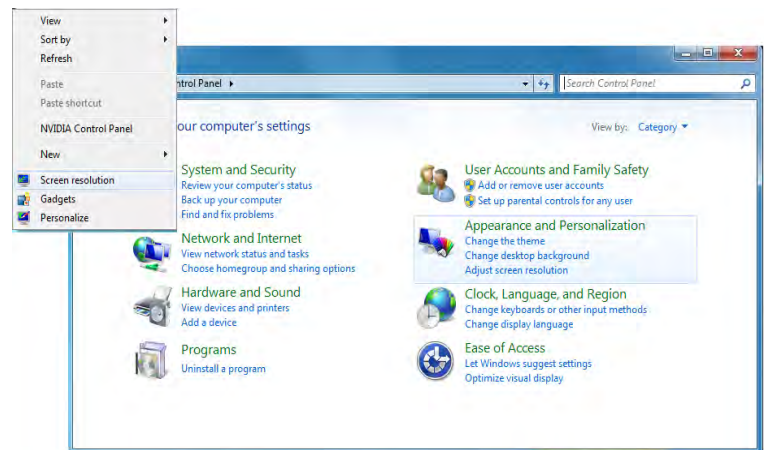 View
Sort by
Refresh
Paste
Paste shortcut
NVIDIA Control Panel
New
Screen resolution
Gadgets
Personalize
ntrol Panel
Search Control Panel
our computer's settings
View by: Category
System and Security
Review your computer's status
Back up your computer
Find and fix problems
Network and Internet
View network status and tasks
Choose homegroup and sharing options
Hardware and Sound
View devices and printers
Add a device
Programs
Uninstall a program
User Accounts and Family Safety
Add or remove user accounts
Set up parental controls for any user
Appearance and Personalization
Change the theme
Change desktop background
Adjust screen resolution
Clock, Language, and Region
Change keyboards or other input methods
Change display language
Ease of Access
Let Windows suggest settings
Optimize visual display